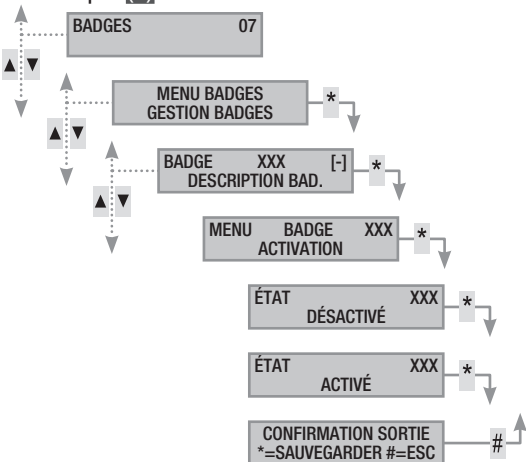 BADGES 07
MENU BADGES
GESTION BADGES
*
BADGE XXX [-]
DESCRIPTION BAD.
*
MENU BADGE XXX
ACTIVATION
*
ÉTAT XXX
DÉSACTIVÉ
*
ÉTAT XXX
ACTIVÉ
*
CONFIRMATION SORTIE
*=SAUVEGARDER #=ESC
#